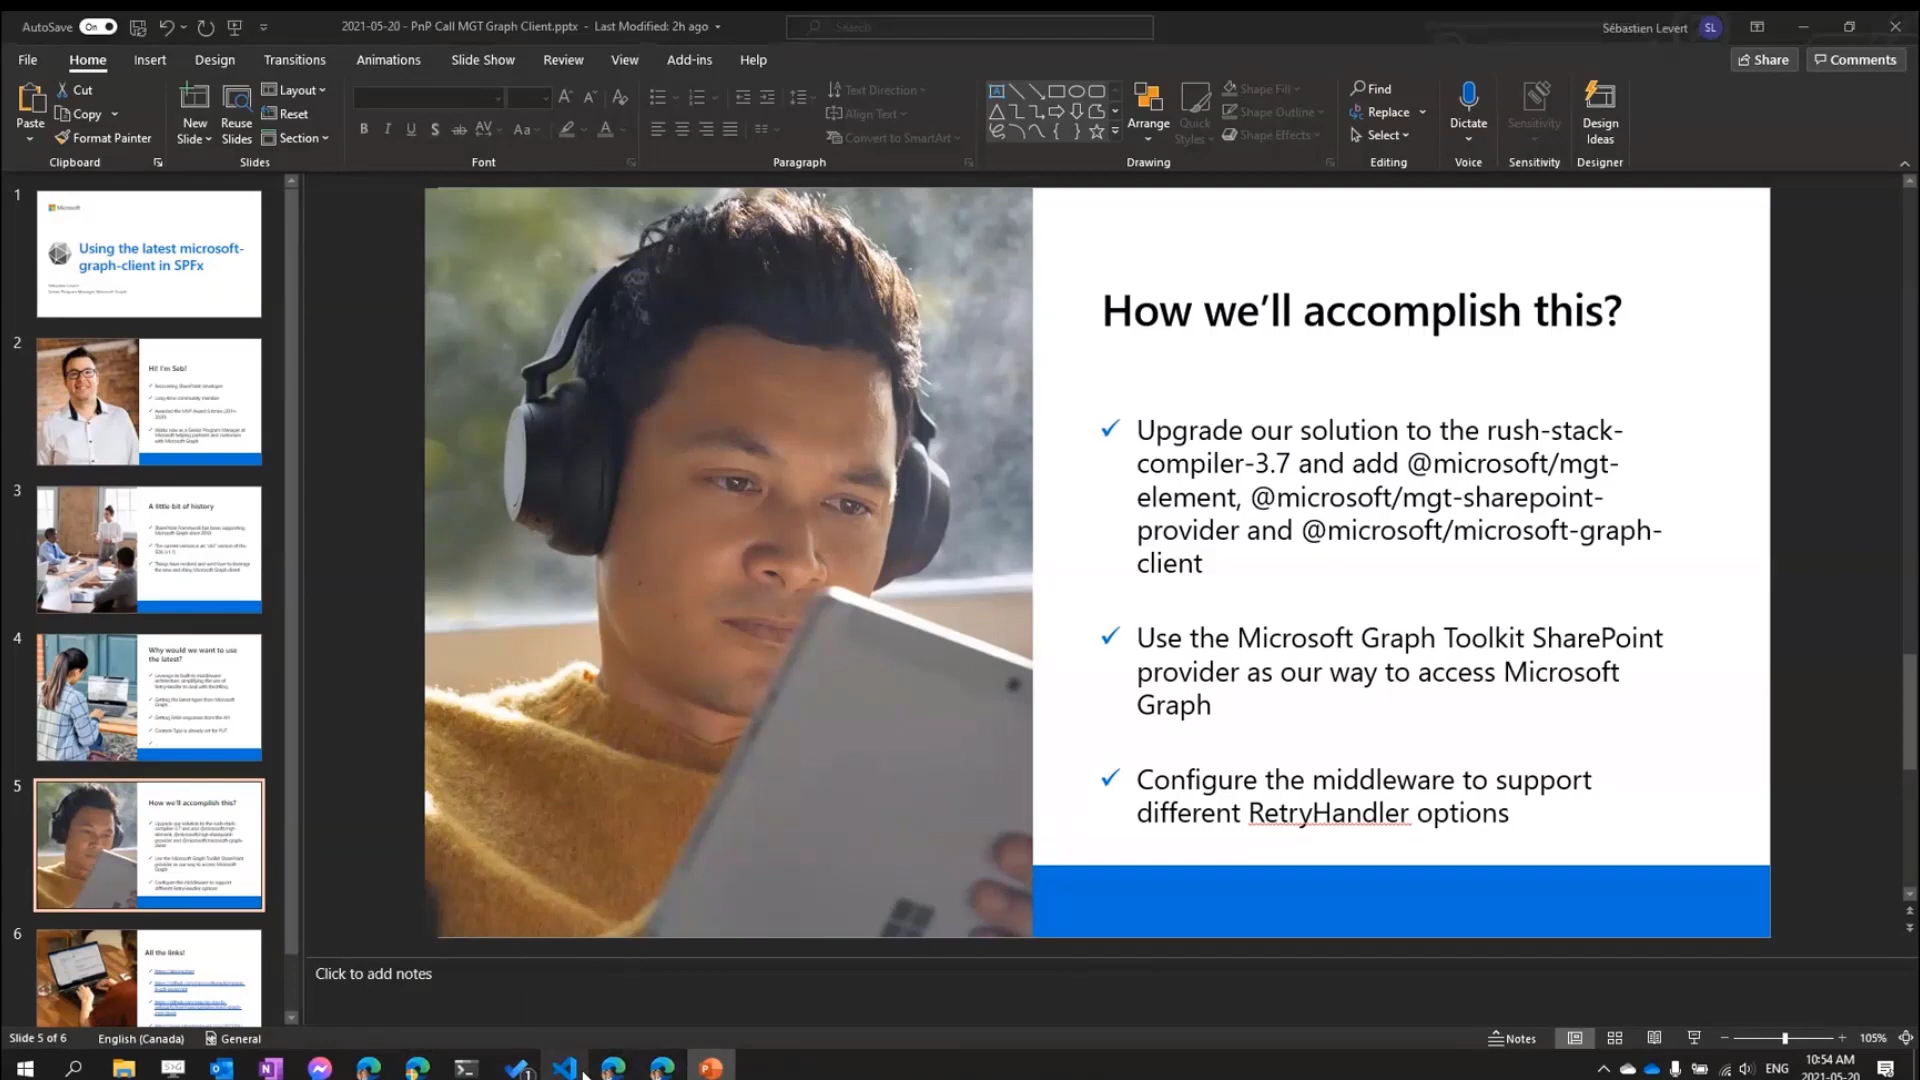 AutoSave On 2021-05-20 - PnP Call MGT Graph Client.pptx - Last Modified: 2h ago Search Sébastien Levert SL
File Home Insert Design Transitions Animations Slide Show Review View Add-ins Help Share Comments
Paste Cut Copy Format Painter Clipboard
New Slide Reuse Slides Layout Reset Section Slides
Font
Text Direction Align Text Convert to SmartArt Paragraph
Arrange Quick Styles Shape Fill Shape Outline Shape Effects Drawing
Find Replace Select Editing
Dictate Voice
Sensitivity Sensitivity
Design Ideas Designer
1
Microsoft
Using the latest microsoft-
graph-client in SPFx
2
Hi! I'm Seb!
3
A little bit of history
4
Why would we want to use
the latest?
5
How we'll accomplish this?
6
All the links!
How we’ll accomplish this?
Upgrade our solution to the rush-stack-
compiler-3.7 and add @microsoft/mgt-
element, @microsoft/mgt-sharepoint-
provider and @microsoft/microsoft-graph-
client
Use the Microsoft Graph Toolkit SharePoint
provider as our way to access Microsoft
Graph
Configure the middleware to support
different RetryHandler options
Click to add notes
Slide 5 of 6 English (Canada) General Notes 105%
ENG 10:54 AM
2021-05-20